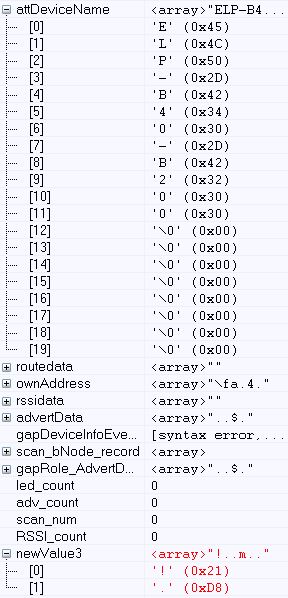 attDeviceName <array>"ELP-B4...
[0] 'E' (0x45)
[1] 'L' (0x4C)
[2] 'P' (0x50)
[3] '-' (0x2D)
[4] 'B' (0x42)
[5] '4' (0x34)
[6] '0' (0x30)
[7] '-' (0x2D)
[8] 'B' (0x42)
[9] '2' (0x32)
[10] '0' (0x30)
[11] '0' (0x30)
[12] '\0' (0x00)
[13] '\0' (0x00)
[14] '\0' (0x00)
[15] '\0' (0x00)
[16] '\0' (0x00)
[17] '\0' (0x00)
[18] '\0' (0x00)
[19] '\0' (0x00)
routedata <array>""
ownAddress <array>"\fa.4."
rssidata <array>""
advertData <array>"..$."
gapDeviceInfoEve... [syntax error,...
scan_bNode_record <array>
gapRole_AdvertD... <array>"..$."
led_count 0
adv_count 0
scan_num 0
RSSI_count 0
newValue3 <array>"!..m.."
[0] '!' (0x21)
[1] '.' (0xD8)